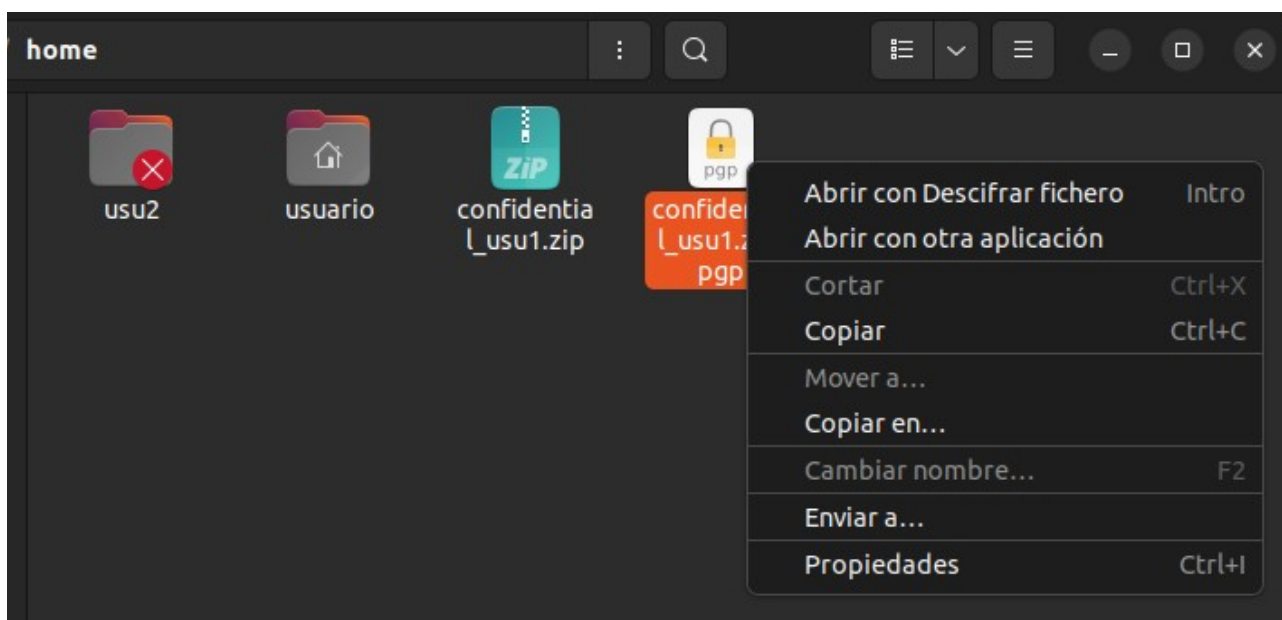 home
ZiP
pgp
usu2
usuario
confidentia
l_usu1.zip
l_usu1.
pgp
Abrir con Descifrar fichero Intro
Abrir con otra aplicación
Cortar Ctrl+X
Copiar Ctrl+C
Mover a...
Copiar en...
Cambiar nombre... F2
Enviar a...
Propiedades Ctrl+I